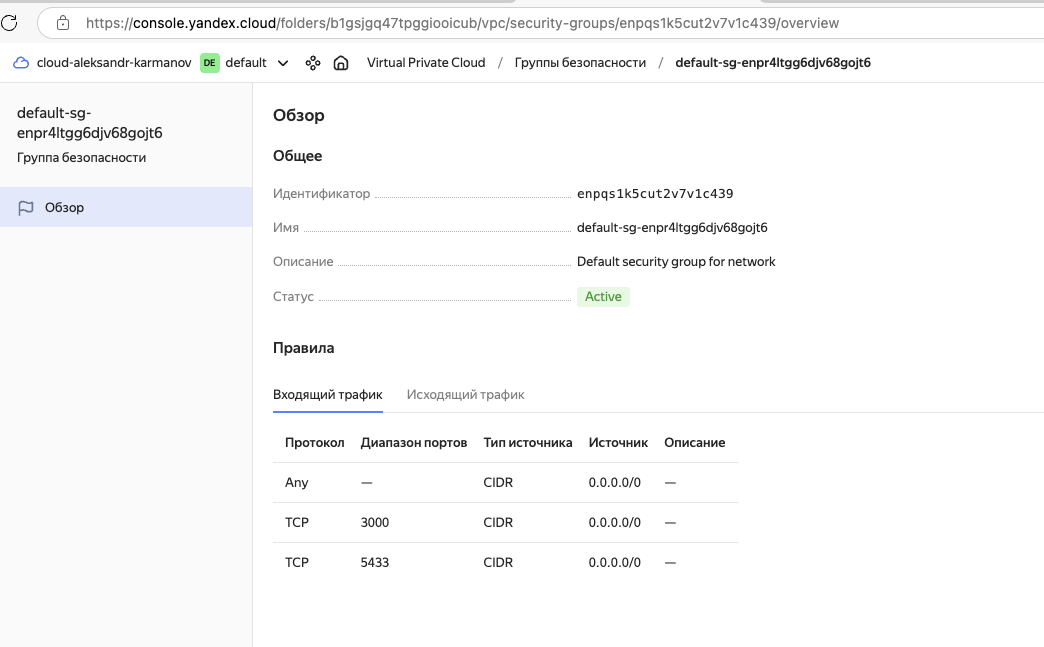 https://console.yandex.cloud/folders/b1gsjgq47tpggiooicub/vpc/security-groups/enpqs1k5cut2v7v1c439/overview
cloud-aleksandr-karmanov DE default Virtual Private Cloud / Группы безопасности / default-sg-enpr4ltgg6djv68gojt6
default-sg-
enpr4ltgg6djv68gojt6
Группа безопасности
Обзор
Обзор
Общее
Идентификатор enpqs1k5cut2v7v1c439
Имя default-sg-enpr4ltgg6djv68gojt6
Описание Default security group for network
Статус Active
Правила
Входящий трафик Исходящий трафик
Протокол Диапазон портов Тип источника Источник Описание
Any — CIDR 0.0.0.0/0 —
TCP 3000 CIDR 0.0.0.0/0 —
TCP 5433 CIDR 0.0.0.0/0 —